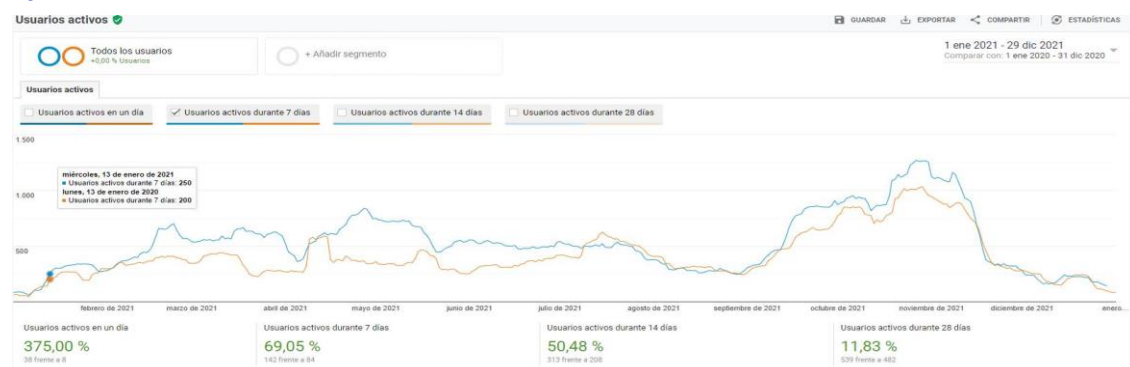 Usuarios activos
GUARDAR EXPORTAR COMPARTIR ESTADÍSTICAS
Todos los usuarios
+0,00 % Usuarios
+ Añadir segmento
1 ene 2021 - 29 dic 2021
Comparar con: 1 ene 2020 - 31 dic 2020
Usuarios activos
Usuarios activos en un día Usuarios activos durante 7 días Usuarios activos durante 14 días Usuarios activos durante 28 días
1.500
miércoles, 13 de enero de 2021
Usuarios activos durante 7 días: 250
lunes, 13 de enero de 2020
Usuarios activos durante 7 días: 200
1.000
500
febrero de 2021 marzo de 2021 abril de 2021 mayo de 2021 junio de 2021 julio de 2021 agosto de 2021 septiembre de 2021 octubre de 2021 noviembre de 2021 diciembre de 2021 enero...
Usuarios activos en un día Usuarios activos durante 7 días Usuarios activos durante 14 días Usuarios activos durante 28 días
375,00 % 69,05 % 50,48 % 11,83 %
38 frente a 8 142 frente a 84 313 frente a 208 539 frente a 482